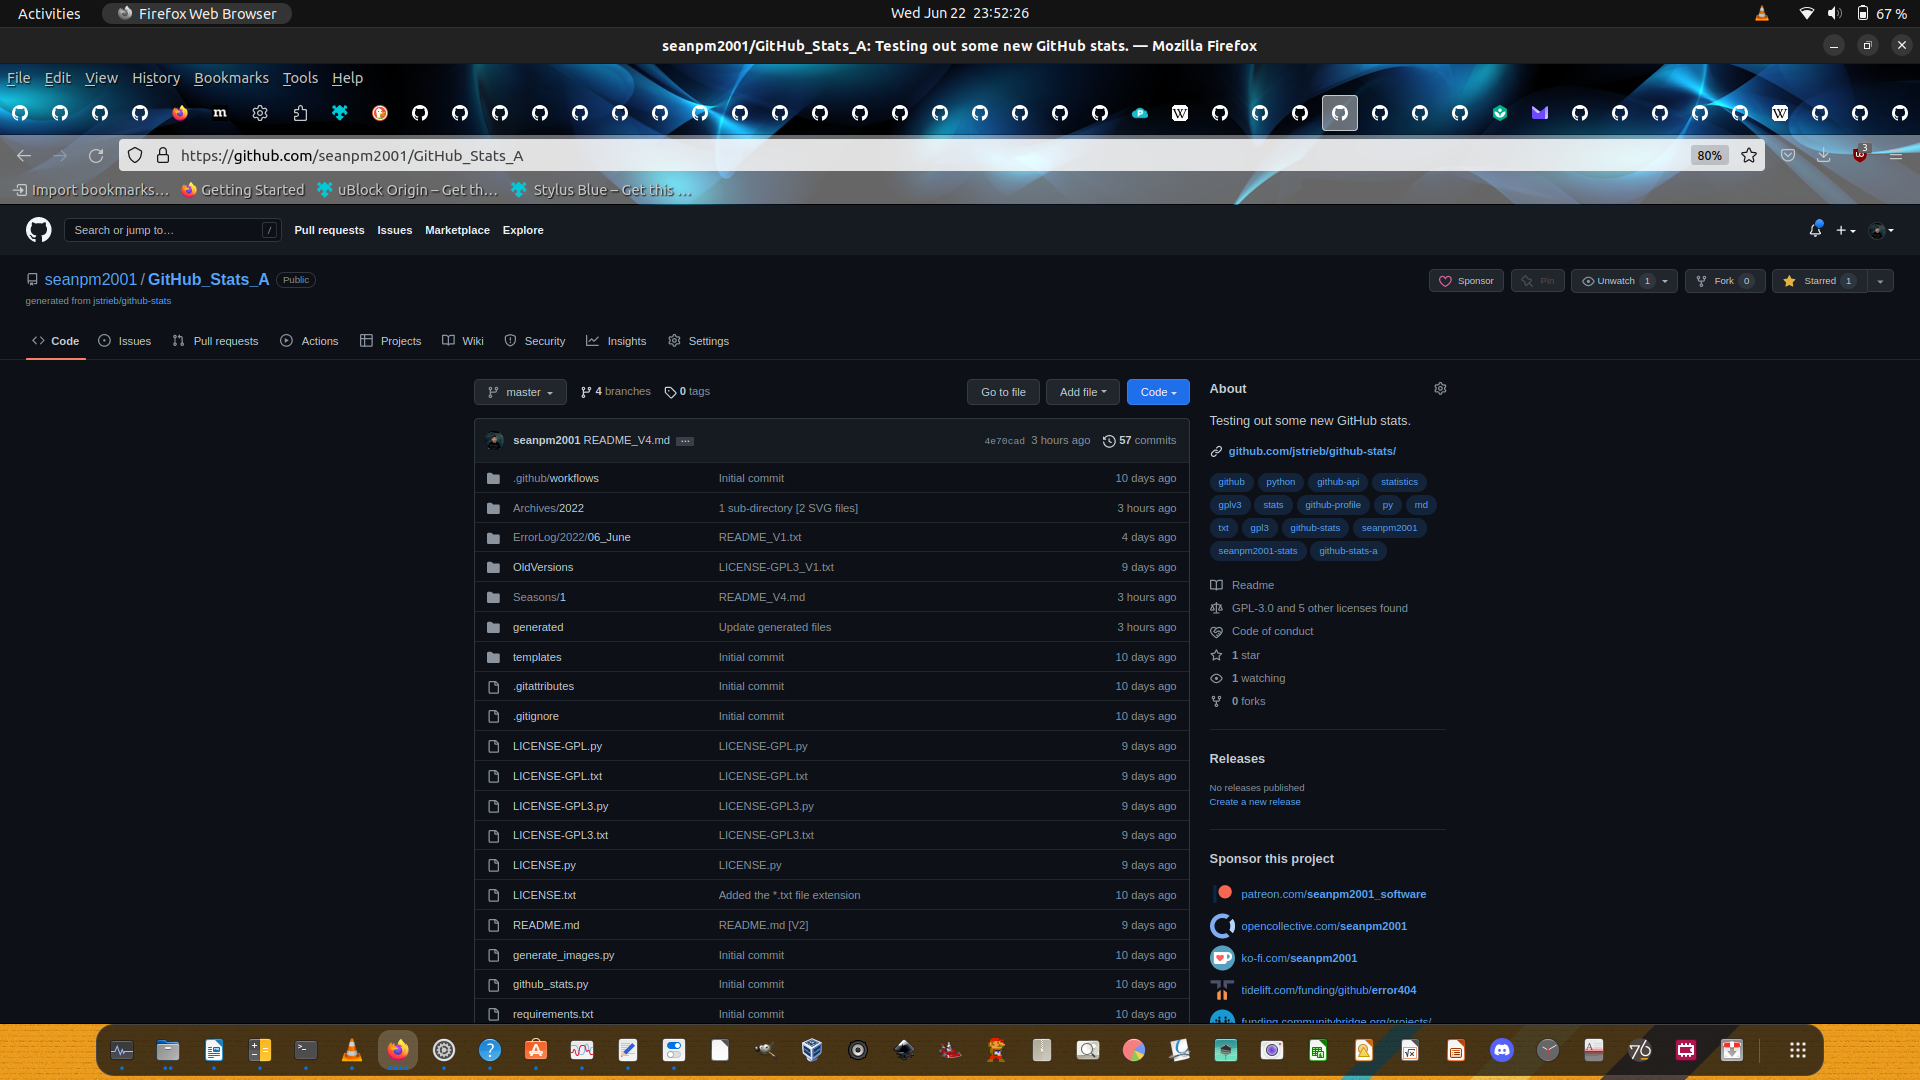 Activities Firefox Web Browser Wed Jun 22 23:52:26 67 %
seanpm2001/GitHub_Stats_A: Testing out some new GitHub stats. — Mozilla Firefox
File Edit View History Bookmarks Tools Help
https://github.com/seanpm2001/GitHub_Stats_A 80% 3
Import bookmarks… Getting Started uBlock Origin – Get th… Stylus Blue – Get this …
Search or jump to… / Pull requests Issues Marketplace Explore
seanpm2001 / GitHub_Stats_A Public Sponsor Pin Unwatch 1 Fork 0 Starred 1
generated from jstrieb/github-stats
Code Issues Pull requests Actions Projects Wiki Security Insights Settings
master 4 branches 0 tags Go to file Add file Code
seanpm2001 README_V4.md ... 4e70cad 3 hours ago 57 commits
.github/workflows Initial commit 10 days ago
Archives/2022 1 sub-directory [2 SVG files] 3 hours ago
ErrorLog/2022/06_June README_V1.txt 4 days ago
OldVersions LICENSE-GPL3_V1.txt 9 days ago
Seasons/1 README_V4.md 3 hours ago
generated Update generated files 3 hours ago
templates Initial commit 10 days ago
.gitattributes Initial commit 10 days ago
.gitignore Initial commit 10 days ago
LICENSE-GPL.py LICENSE-GPL.py 9 days ago
LICENSE-GPL.txt LICENSE-GPL.txt 9 days ago
LICENSE-GPL3.py LICENSE-GPL3.py 9 days ago
LICENSE-GPL3.txt LICENSE-GPL3.txt 9 days ago
LICENSE.py LICENSE.py 9 days ago
LICENSE.txt Added the *.txt file extension 10 days ago
README.md README.md [V2] 9 days ago
generate_images.py Initial commit 10 days ago
github_stats.py Initial commit 10 days ago
requirements.txt Initial commit 10 days ago
About
Testing out some new GitHub stats.
github.com/jstrieb/github-stats/
github python github-api statistics
gplv3 stats github-profile py md
txt gpl3 github-stats seanpm2001
seanpm2001-stats github-stats-a
Readme
GPL-3.0 and 5 other licenses found
Code of conduct
1 star
1 watching
0 forks
Releases
No releases published
Create a new release
Sponsor this project
patreon.com/seanpm2001_software
opencollective.com/seanpm2001
ko-fi.com/seanpm2001
tidelift.com/funding/github/error404
funding.communitybridge.org/projects/
76